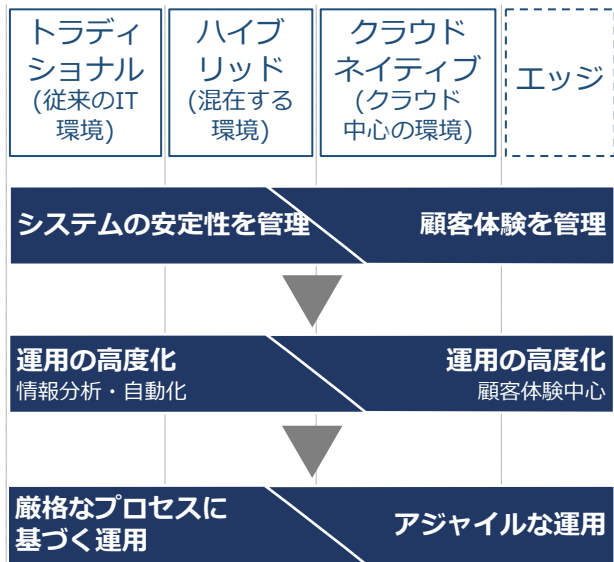 トラディ
ショナル
(従来のIT
環境)
ハイブ
リッド
(混在する
環境)
クラウド
ネイティブ
(クラウド
中心の環境)
エッジ
システムの安定性を管理
顧客体験を管理
運用の高度化
情報分析・自動化
運用の高度化
顧客体験中心
厳格なプロセスに
基づく運用
アジャイルな運用